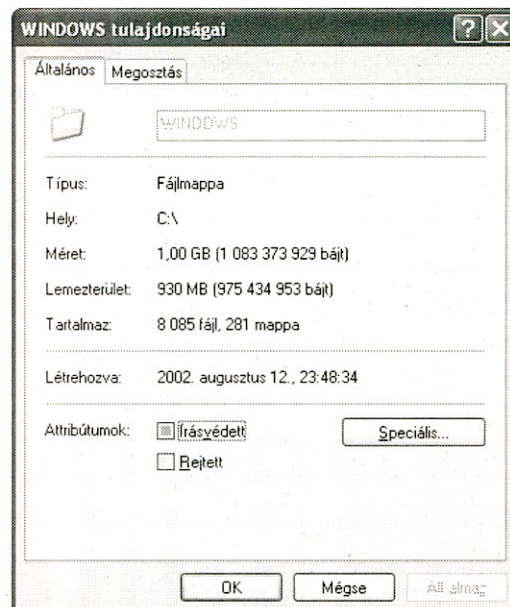 WINDOWS tulajdonságai
Általános Megosztás
WINDOWS
Típus: Fájlmappa
Hely: C:\
Méret: 1,00 GB (1 083 373 929 bájt)
Lemezterület: 930 MB (975 434 953 bájt)
Tartalmaz: 8 085 fájl, 281 mappa
Létrehozva: 2002. augusztus 12., 23:48:34
Attribútumok: Írásvédett Speciális...
Rejtett
OK Mégse Alkalmaz